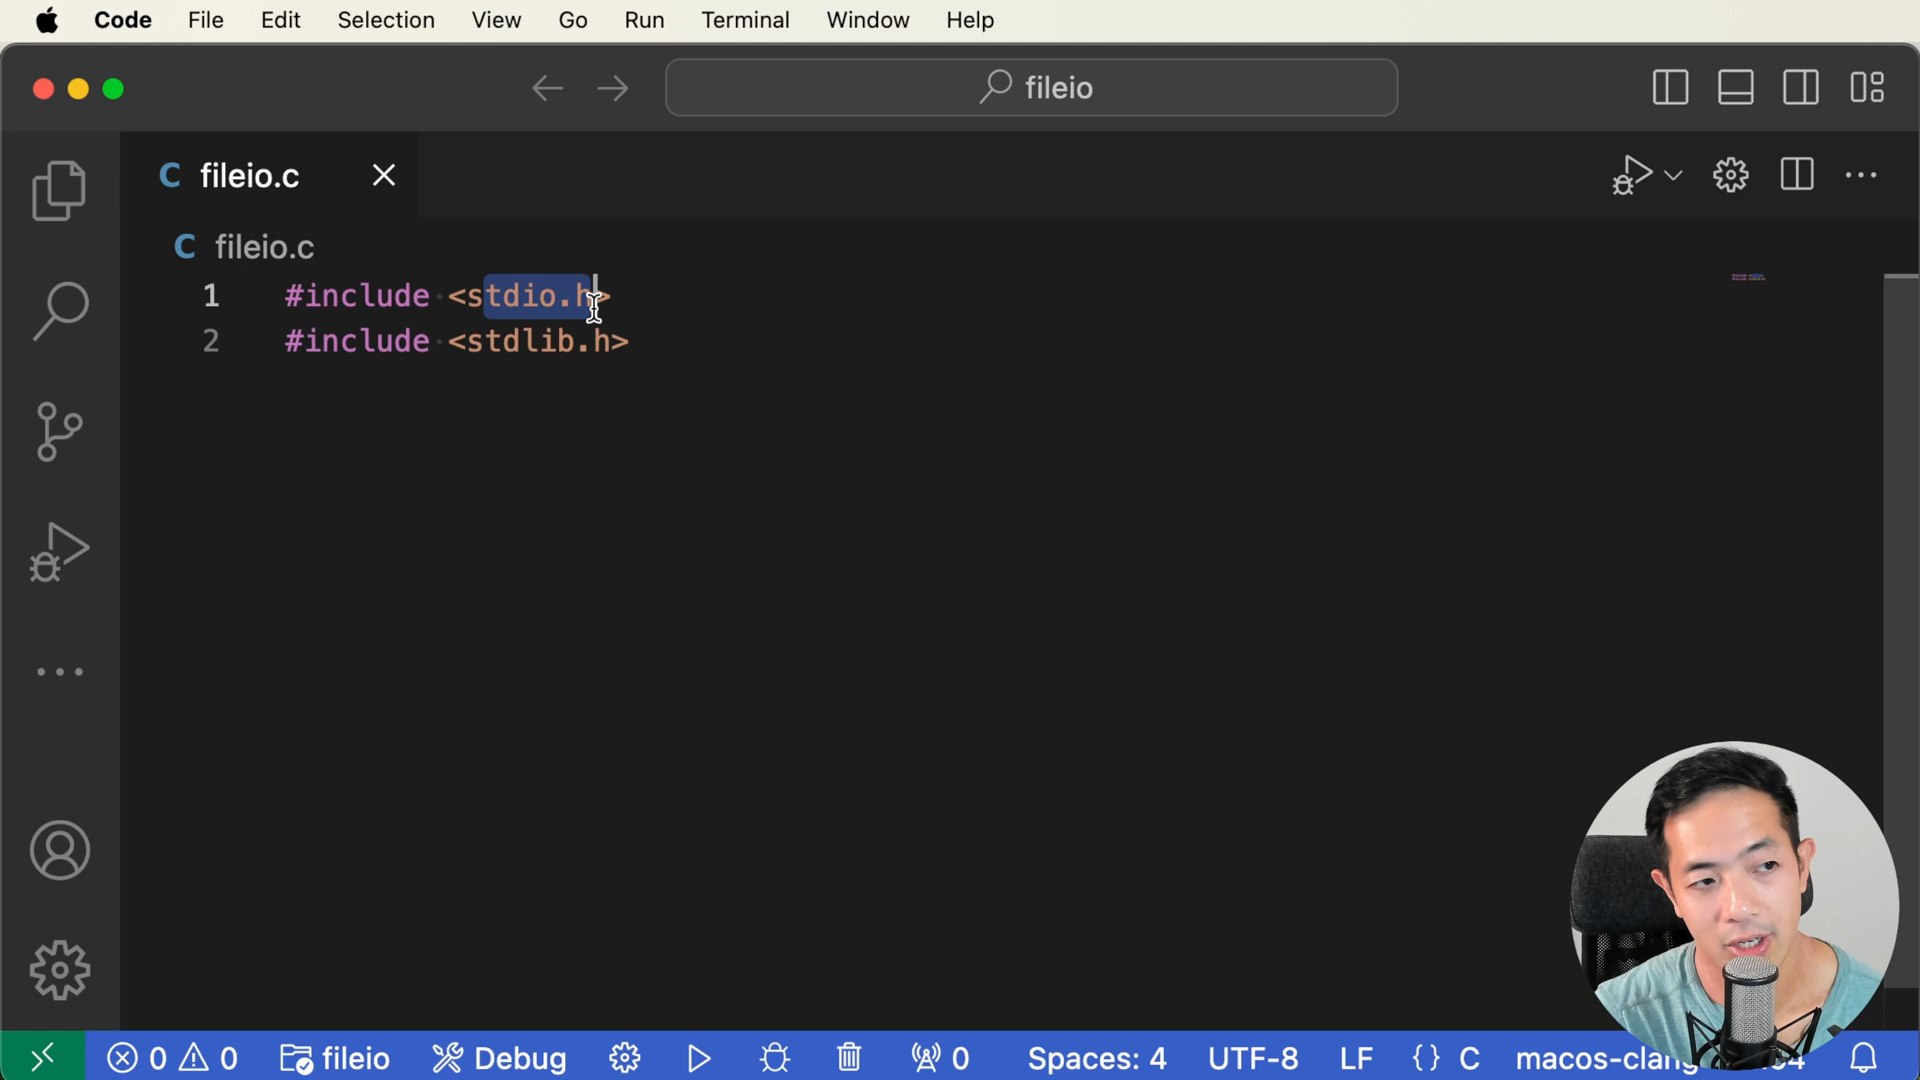 Code File Edit Selection View Go Run Terminal Window Help
fileio
C fileio.c
C fileio.c
1 #include <stdio.h>
2 #include <stdlib.h>
0 0 fileio Debug 0 Spaces: 4 UTF-8 LF {} C macos-clang